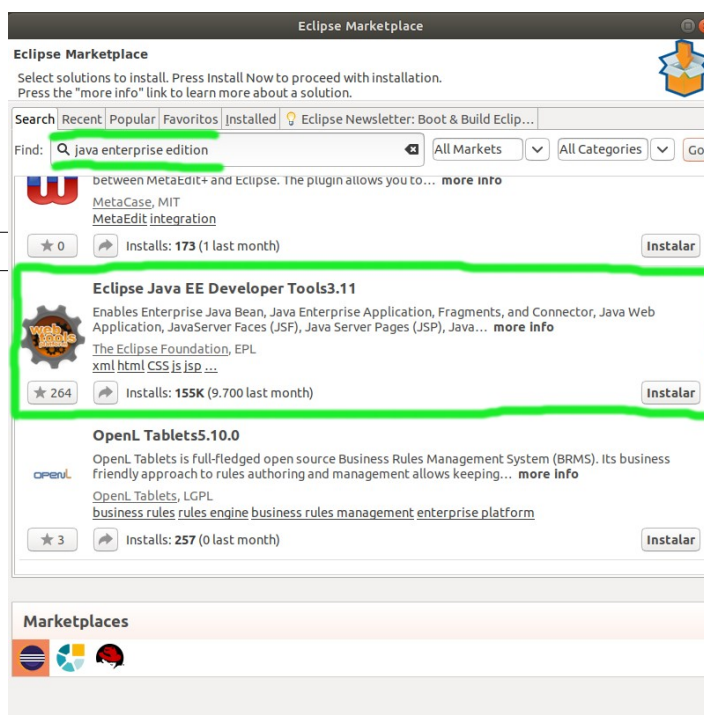 Eclipse Marketplace
Eclipse Marketplace
Select solutions to install. Press Install Now to proceed with installation.
Press the "more info" link to learn more about a solution.
Search Recent Popular Favoritos Installed Eclipse Newsletter: Boot & Build Eclip...
Find: java enterprise edition All Markets All Categories Go
between MetaEdit+ and Eclipse. The plugin allows you to... more info
MetaCase, MIT
MetaEdit integration
0 Installs: 173 (1 last month) Instalar
Eclipse Java EE Developer Tools3.11
Enables Enterprise Java Bean, Java Enterprise Application, Fragments, and Connector, Java Web
Application, JavaServer Faces (JSF), Java Server Pages (JSP), Java... more info
web
tools
The Eclipse Foundation, EPL
xml html CSS js jsp ...
264 Installs: 155K (9.700 last month) Instalar
OpenL Tables5.10.0
OpenL Tablets is full-fledged open source Business Rules Management System (BRMS). Its business
friendly approach to rules authoring and management allows keeping... more info
OPENL
OpenL Tablets, LGPL
business rules rules engine business rules management enterprise platform
3 Installs: 257 (0 last month) Instalar
Marketplaces